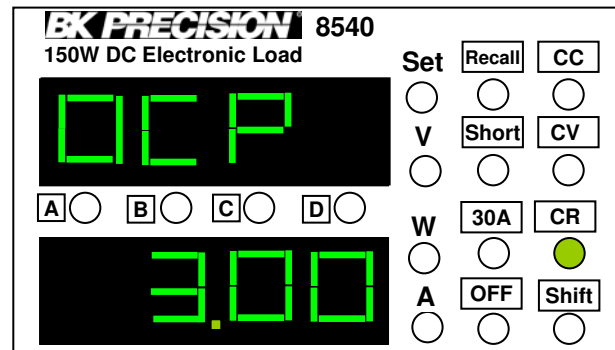 BK PRECISION 8540
150W DC Electronic Load
Set Recall CC
OCP
V Short CV
A B C D
W 30A CR
3.00
A OFF Shift